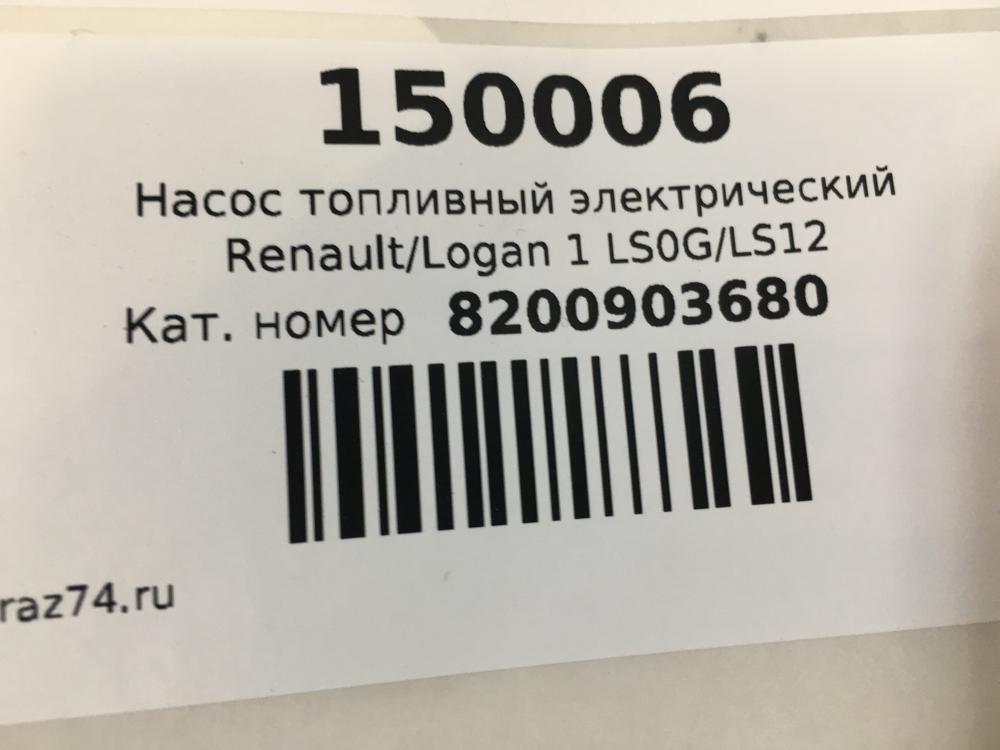 150006
Насос топливный электрический
Renault/Logan 1 LS0G/LS12
Кат. номер 8200903680
raz74.ru